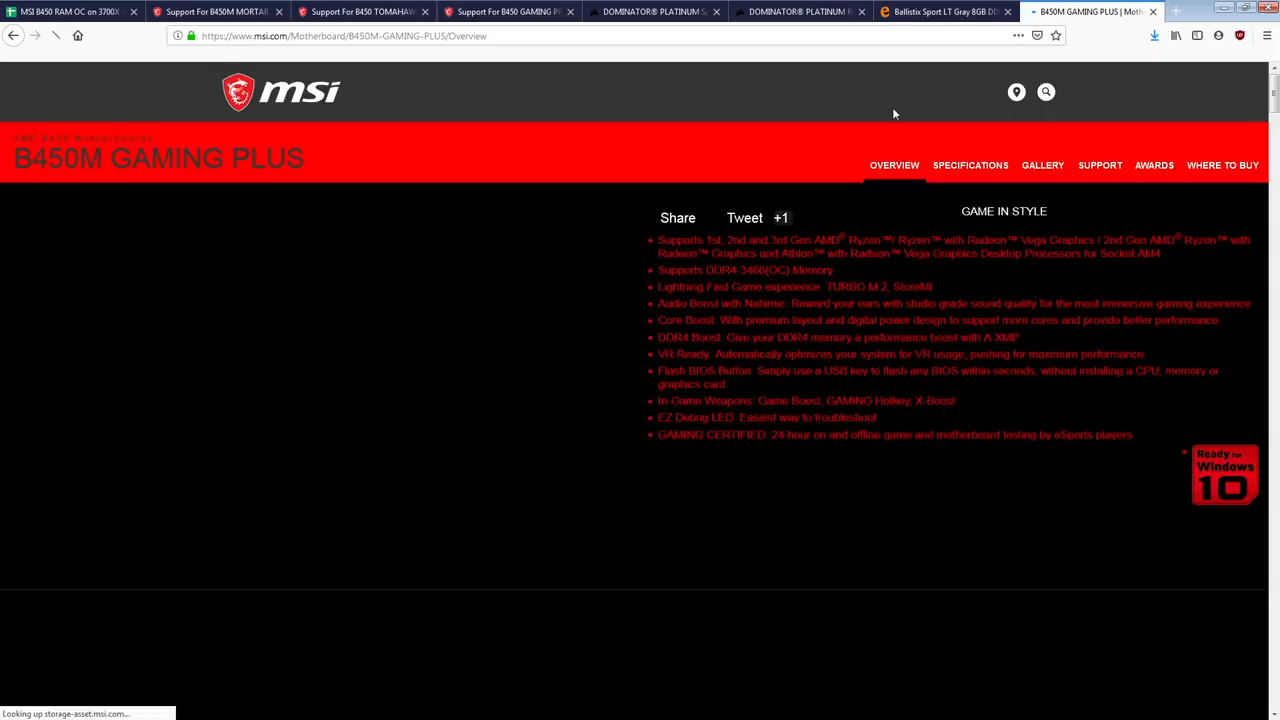 MSI B450 RAM OC on 3700X -
Support For B450M MORTAR
Support For B450 TOMAHAW
Support For B450 GAMING PL
DOMINATOR® PLATINUM Sp
DOMINATOR® PLATINUM R
Ballistix Sport LT Gray 8GB DD
B450M GAMING PLUS | Moth
https://www.msi.com/Motherboard/B450M-GAMING-PLUS/Overview
msi
AMD B450 Motherboards
B450M GAMING PLUS
OVERVIEW SPECIFICATIONS GALLERY SUPPORT AWARDS WHERE TO BUY
Share Tweet +1
GAME IN STYLE
Supports 1st, 2nd and 3rd Gen AMD® Ryzen™/ Ryzen™ with Radeon™ Vega Graphics / 2nd Gen AMD® Ryzen™ with
Radeon™ Graphics and Athlon™ with Radeon™ Vega Graphics Desktop Processors for Socket AM4
Supports DDR4 3466(OC) Memory
Lightning Fast Game experience: TURBO M.2, StoreMI
Audio Boost with Nahimic: Reward your ears with studio grade sound quality for the most immersive gaming experience
Core Boost: With premium layout and digital power design to support more cores and provide better performance.
DDR4 Boost: Give your DDR4 memory a performance boost with A-XMP
VR Ready: Automatically optimizes your system for VR usage, pushing for maximum performance.
Flash BIOS Button: Simply use a USB key to flash any BIOS within seconds, without installing a CPU, memory or
graphics card
In-Game Weapons: Game Boost, GAMING Hotkey, X-Boost
EZ Debug LED: Easiest way to troubleshoot
GAMING CERTIFIED: 24-hour on and offline game and motherboard testing by eSports players
Ready for
Windows
10
Looking up storage-asset.msi.com...